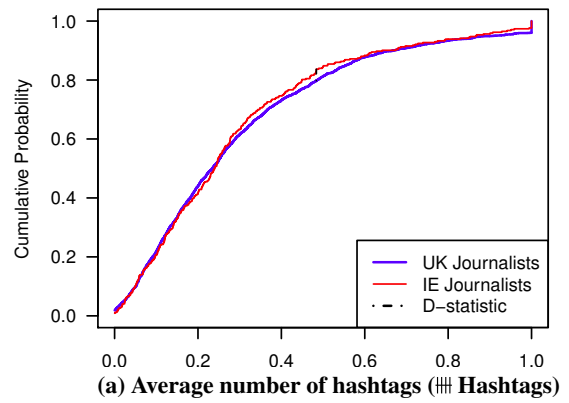 Cumulative Probability
1.0
0.8
0.6
0.4
0.2
0.0
UK Journalists
IE Journalists
D−statistic
0.0 0.2 0.4 0.6 0.8 1.0
(a) Average number of hashtags (## Hashtags)